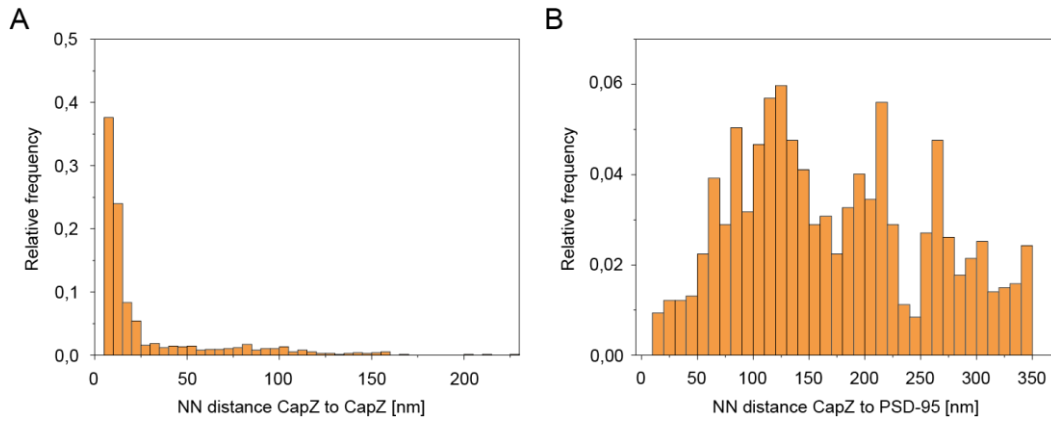 A
0,5
0,4
0,3
0,2
0,1
0,0
Relative frequency
0 50 100 150 200
NN distance CapZ to CapZ [nm]
B
0,06
0,04
0,02
0,00
Relative frequency
0 50 100 150 200 250 300 350
NN distance CapZ to PSD-95 [nm]